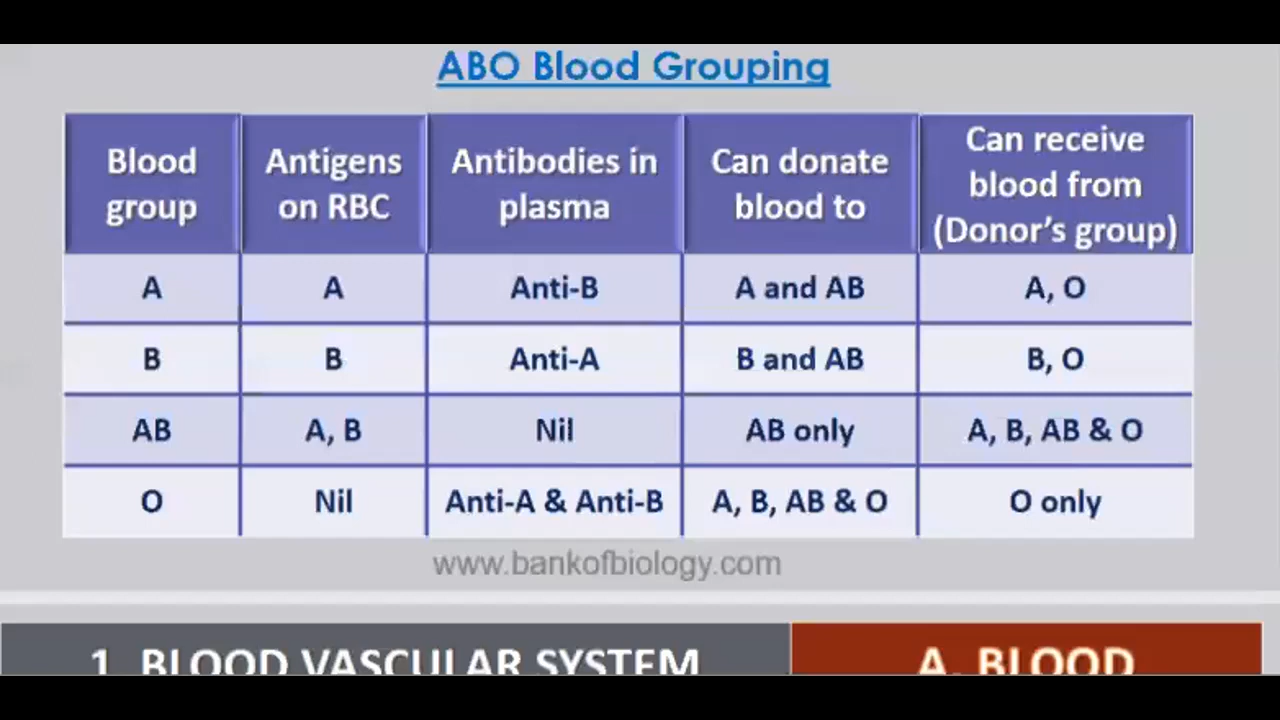 ABO Blood Grouping
Blood group
Antigens on RBC
Antibodies in plasma
Can donate blood to
Can receive blood from (Donor's group)
A A Anti-B A and AB A, O
B B Anti-A B and AB B, O
AB A, B Nil AB only A, B, AB & O
O Nil Anti-A & Anti-B A, B, AB & O O only
www.bankofbiology.com
1. BLOOD VASCULAR SYSTEM
A. BLOOD